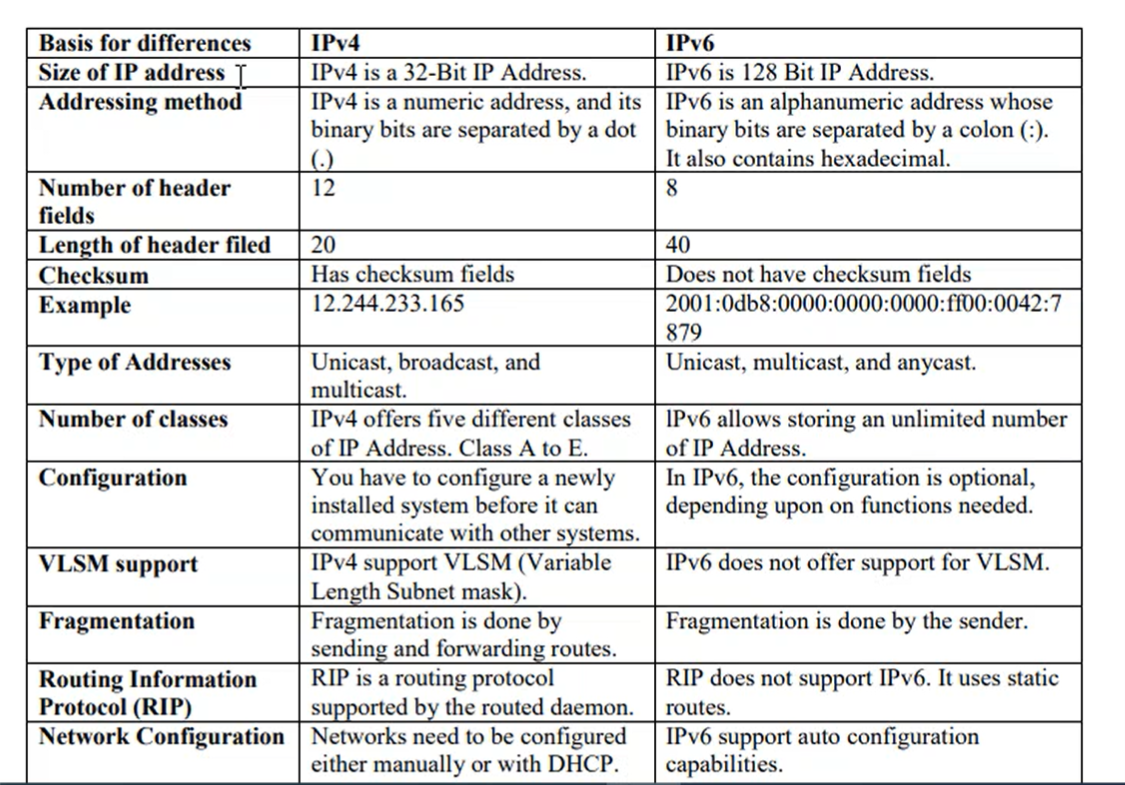 Basis for differences IPv4 IPv6
Size of IP address IPv4 is a 32-Bit IP Address. IPv6 is 128 Bit IP Address.
Addressing method IPv4 is a numeric address, and its IPv6 is an alphanumeric address whose
binary bits are separated by a dot binary bits are separated by a colon (:).
(.) It also contains hexadecimal.
Number of header 12 8
fields
Length of header filed 20 40
Checksum Has checksum fields Does not have checksum fields
Example 12.244.233.165 2001:0db8:0000:0000:0000:ff00:0042:7
879
Type of Addresses Unicast, broadcast, and Unicast, multicast, and anycast.
multicast.
Number of classes IPv4 offers five different classes lPv6 allows storing an unlimited number
of IP Address. Class A to E. of IP Address.
Configuration You have to configure a newly In IPv6, the configuration is optional,
installed system before it can depending upon on functions needed.
communicate with other systems.
VLSM support IPv4 support VLSM (Variable IPv6 does not offer support for VLSM.
Length Subnet mask).
Fragmentation Fragmentation is done by Fragmentation is done by the sender.
sending and forwarding routes.
Routing Information RIP is a routing protocol RIP does not support IPv6. It uses static
Protocol (RIP) supported by the routed daemon. routes.
Network Configuration Networks need to be configured IPv6 support auto configuration
either manually or with DHCP. capabilities.